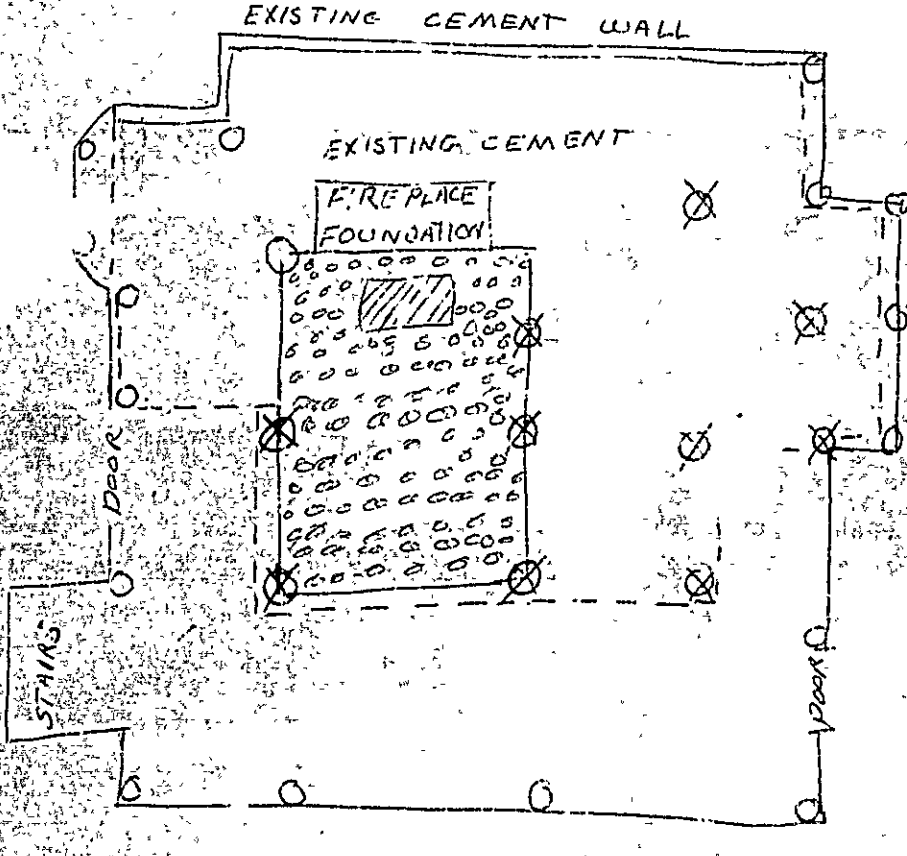 EXISTING CEMENT WALL
EXISTING CEMENT
FIREPLACE
FOUNDATION
DOOR
STAIRS
DOOR